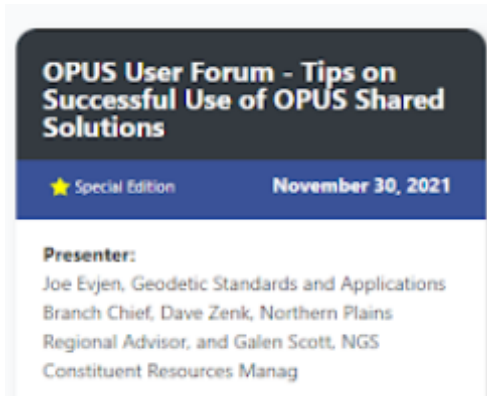 OPUS User Forum - Tips on
Successful Use of OPUS Shared
Solutions
Special Edition
November 30, 2021
Presenter:
Joe Evjen, Geodetic Standards and Applications
Branch Chief, Dave Zenk, Northern Plains
Regional Advisor, and Galen Scott, NGS
Constituent Resources Manag